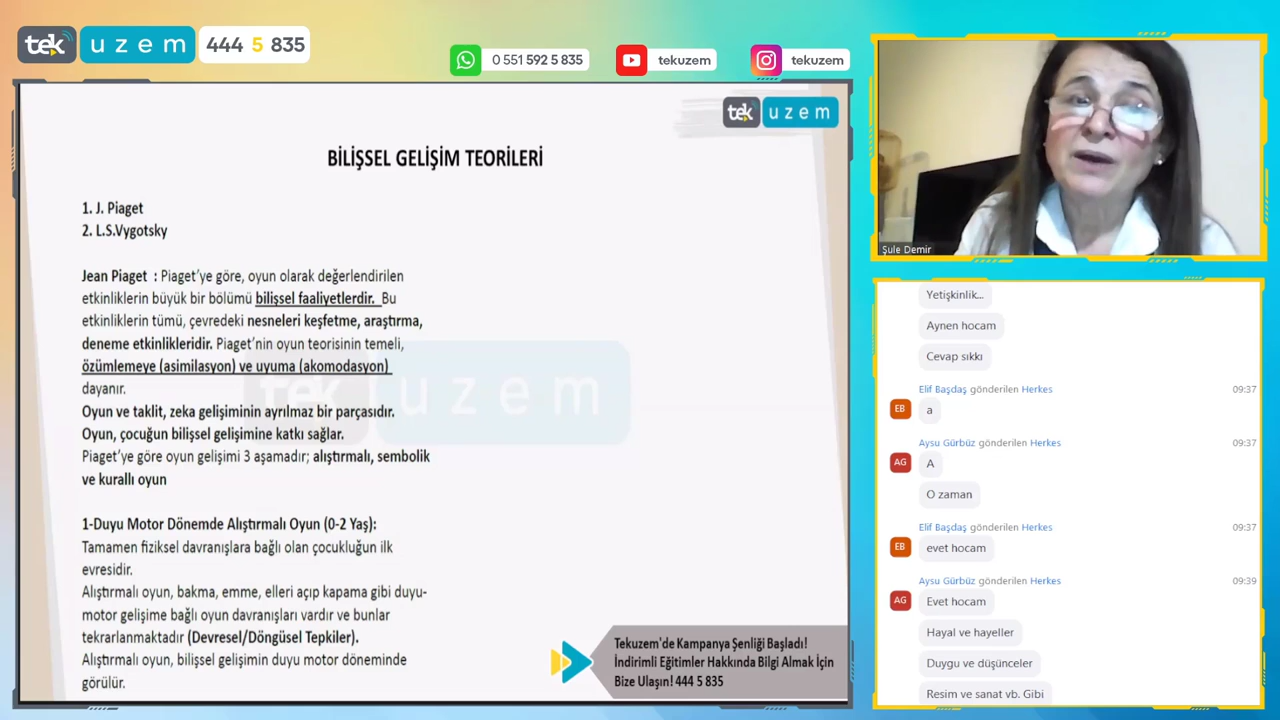 tek uzem 444 5 835
0 551 592 5 835
tekuzem
tekuzem
tek uzem
BİLİŞSEL GELİŞİM TEORİLERİ
1. J. Piaget
2. L.S.Vygotsky
Jean Piaget : Piaget'ye göre, oyun olarak değerlendirilen
etkinliklerin büyük bir bölümü bilişsel faaliyetlerdir. Bu
etkinliklerin tümü, çevredeki nesneleri keşfetme, araştırma,
deneme etkinlikleridir. Piaget'nin oyun teorisinin temeli,
özümlemeye (asimilasyon) ve uyuma (akomodasyon)
dayanır.
Oyun ve taklit, zeka gelişiminin ayrılmaz bir parçasıdır.
Oyun, çocuğun bilişsel gelişimine katkı sağlar.
Piaget'ye göre oyun gelişimi 3 aşamadır; alıştırmalı, sembolik
ve kurallı oyun
1-Duyu Motor Dönemde Alıştırmalı Oyun (0-2 Yaş):
Tamamen fiziksel davranışlara bağlı olan çocukluğun ilk
evresidir.
Alıştırmalı oyun, bakma, emme, elleri açıp kapama gibi duyu-
motor gelişime bağlı oyun davranışları vardır ve bunlar
tekrarlanmaktadır (Devresel/Döngüsel Tepkiler).
Alıştırmalı oyun, bilişsel gelişimin duyu motor döneminde
görülür.
tek uzem
Tekuzem'de Kampanya Şenliği Başladı!
İndirimli Eğitimler Hakkında Bilgi Almak İçin
Bize Ulaşın! 444 5 835
Şule Demir
Yetişkinlik...
Aynen hocam
Cevap sıkkı
Elif Başdaş gönderilen Herkes 09:37
EB a
Aysu Gürbüz gönderilen Herkes 09:37
AG A
O zaman
Elif Başdaş gönderilen Herkes 09:37
EB evet hocam
Aysu Gürbüz gönderilen Herkes 09:39
AG Evet hocam
Hayal ve hayeller
Duygu ve düşünceler
Resim ve sanat vb. Gibi